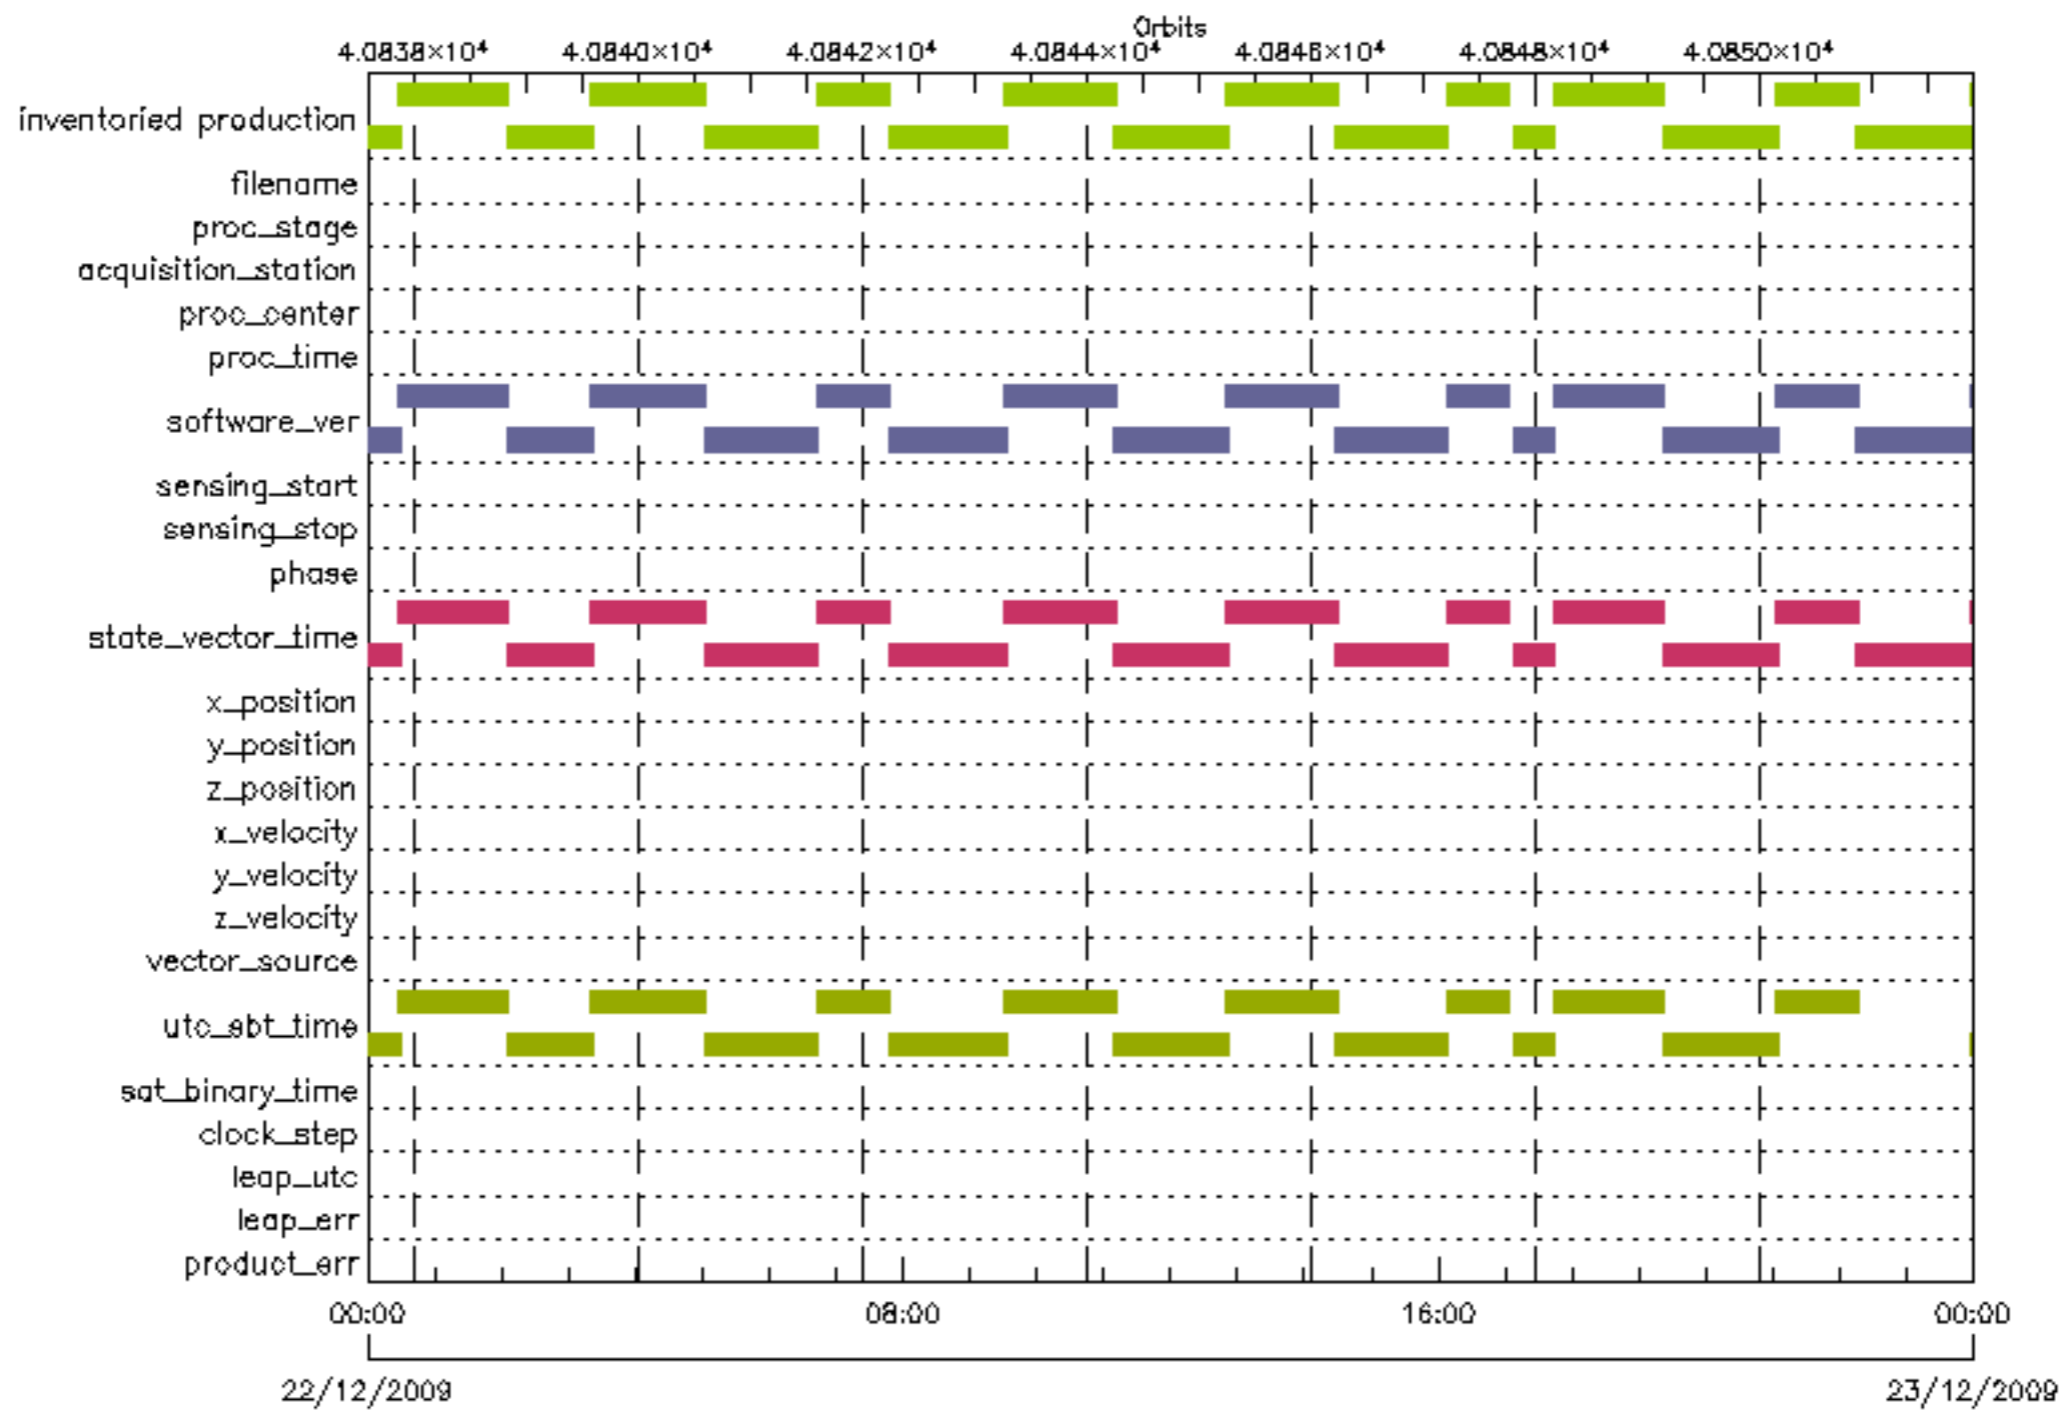 Orbits
4.0838×10⁴ 4.0840×10⁴ 4.0842×10⁴ 4.0844×10⁴ 4.0846×10⁴ 4.0848×10⁴ 4.0850×10⁴
inventoried production
filename
proc_stage
acquisition_station
proc_center
proc_time
software_ver
sensing_start
sensing_stop
phase
state_vector_time
x_position
y_position
z_position
x_velocity
y_velocity
z_velocity
vector_source
utc_sbt_time
sat_binary_time
clock_step
leap_utc
leap_err
product_err
00:00 08:00 16:00 00:00
22/12/2009 23/12/2009